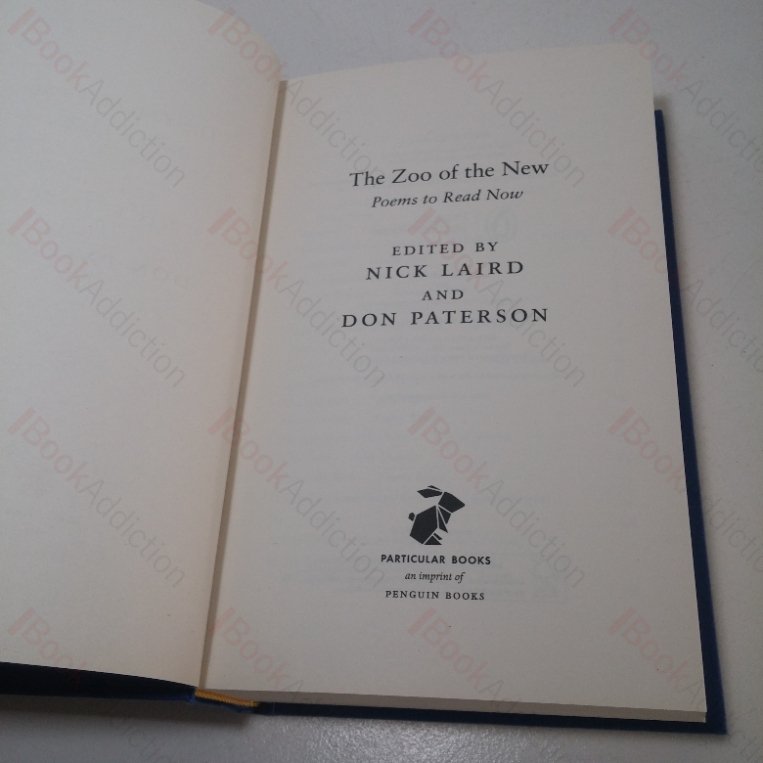 The Zoo of the New
Poems to Read Now
EDITED BY
NICK LAIRD
AND
DON PATERSON
PARTICULAR BOOKS
an imprint of
PENGUIN BOOKS
BookAddiction